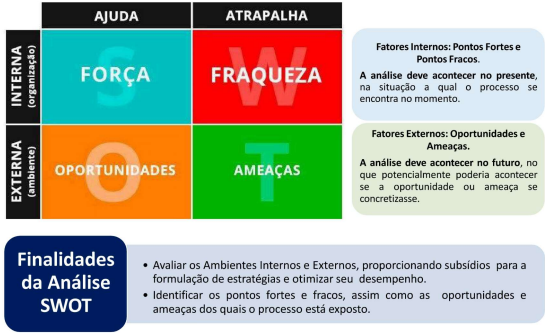 AJUDA
ATRAPALHA
INTERNA
(organização)
S
FORÇA
W
FRAQUEZA
EXTERNA
(ambiente)
O
OPORTUNIDADES
T
AMEAÇAS
Fatores Internos: Pontos Fortes e
Pontos Fracos.
A análise deve acontecer no presente,
na situação a qual o processo se
encontra no momento.
Fatores Externos: Oportunidades e
Ameaças.
A análise deve acontecer no futuro, no
que potencialmente poderia acontecer
se a oportunidade ou ameaça se
concretizasse.
Finalidades
da Análise
SWOT
• Avaliar os Ambientes Internos e Externos, proporcionando subsídios para a
formulação de estratégias e otimizar seu desempenho.
• Identificar os pontos fortes e fracos, assim como as oportunidades e
ameaças dos quais o processo está exposto.